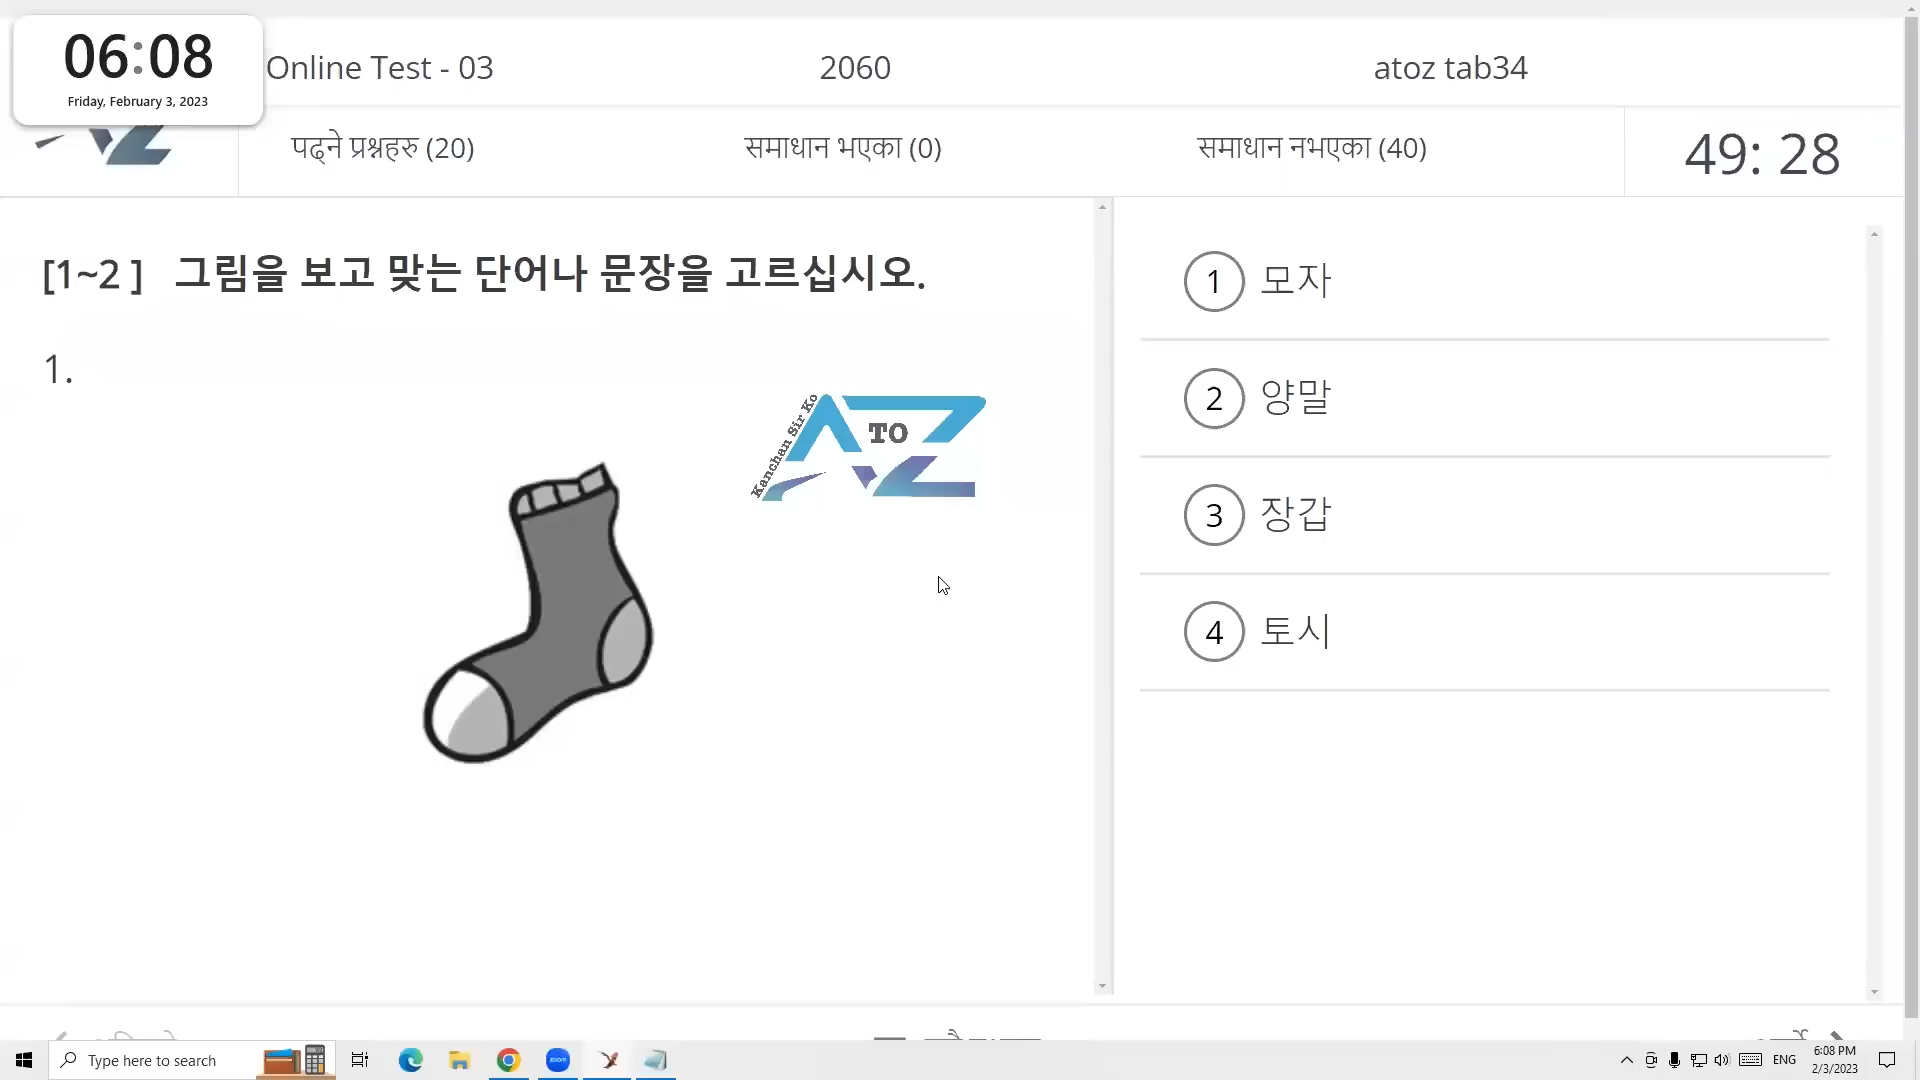 06:08
Friday, February 3, 2023
Online Test - 03
2060
atoz tab34
पढ्ने प्रश्नहरु (20)
समाधान भएका (0)
समाधान नभएका (40)
49: 28
[1~2 ] 그림을 보고 맞는 단어나 문장을 고르십시오.
1.
Kanchan Sir Ko
A TO Z
1 모자
2 양말
3 장갑
4 토시
Type here to search
zoom
ENG
6:08 PM
2/3/2023